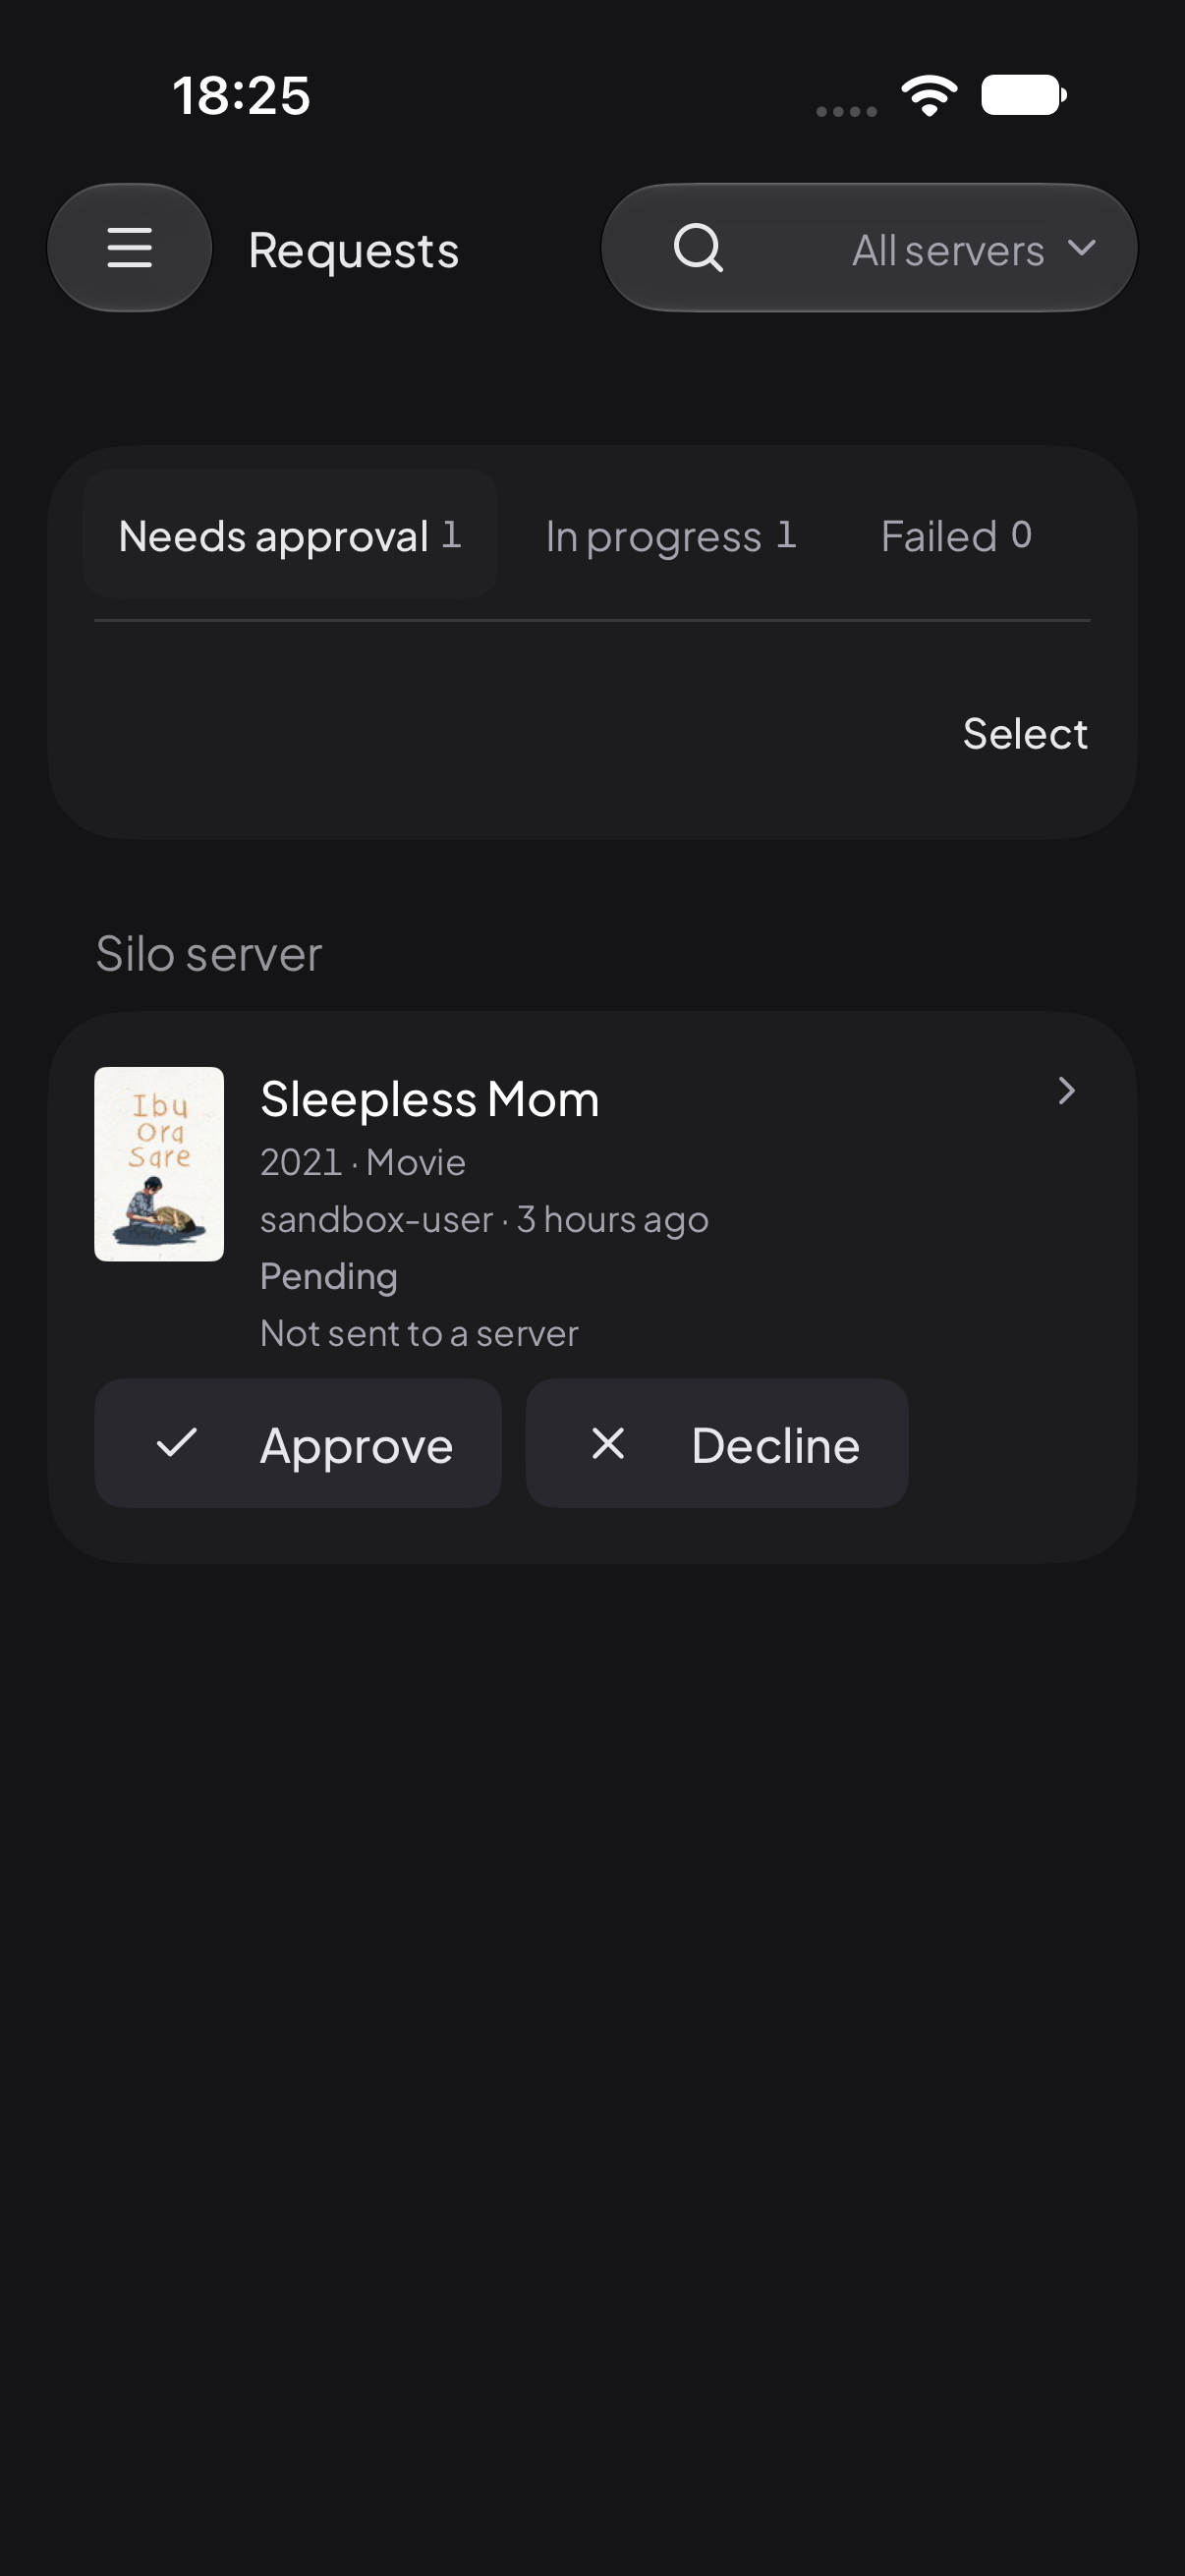 18:25
Requests
All servers
Needs approval 1
In progress 1
Failed 0
Select
Silo server
Ibu
Ora
Sare
Sleepless Mom
2021 · Movie
sandbox-user · 3 hours ago
Pending
Not sent to a server
Approve
Decline